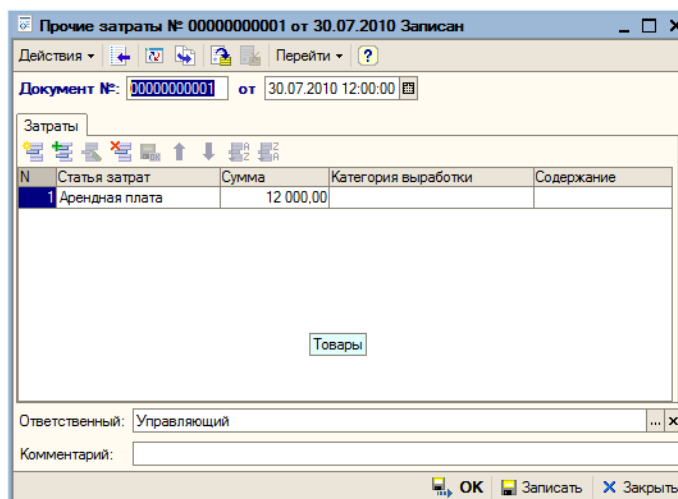 Прочие затраты № 00000000001 от 30.07.2010 Записан
Действия Перейти ?
Документ №: 00000000001 от 30.07.2010 12:00:00
Затраты
N Статья затрат Сумма Категория выработки Содержание
1 Арендная плата 12 000,00
Товары
Ответственный: Управляющий ...
Комментарий:
OK Записать Закрыть